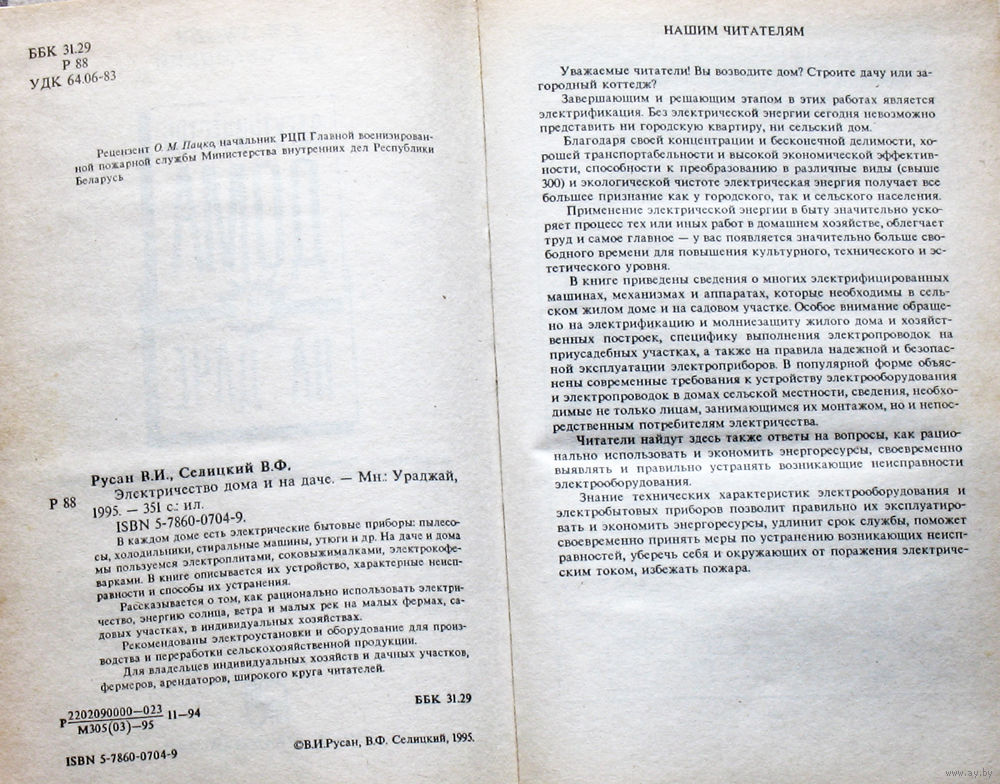 ББК 31.29
Р 88
УДК 64.06-83
Рецензент О. М. Пацко, начальник РЦП Главной военизирован-
ной пожарной службы Министерства внутренних дел Республики
Беларусь
Русан В.И., Селицкий В.Ф.
Р 88 Электричество дома и на даче. — Мн.: Ураджай,
1995. — 351 с.: ил.
ISBN 5-7860-0704-9.
В каждом доме есть электрические бытовые приборы: пылесо-
сы, холодильники, стиральные машины, утюги и др. На даче и дома
мы пользуемся электроплитами, соковыжималками, электрокофе-
варками. В книге описывается их устройство, характерные неисп-
равности и способы их устранения.
Рассказывается о том, как рационально использовать электри-
чество, энергию солнца, ветра и малых рек на малых фермах, са-
довых участках, в индивидуальных хозяйствах.
Рекомендованы электроустановки и оборудование для произ-
водства и переработки сельскохозяйственной продукции.
Для владельцев индивидуальных хозяйств и дачных участков,
фермеров, арендаторов, широкого круга читателей.
Р 2202090000—023 11—94
М305(03)—95
ББК 31.29
ISBN 5-7860-0704-9
©В.И.Русан, В.Ф. Селицкий, 1995.
НАШИМ ЧИТАТЕЛЯМ
Уважаемые читатели! Вы возводите дом? Строите дачу или за-
городный коттедж?
Завершающим и решающим этапом в этих работах является
электрификация. Без электрической энергии сегодня невозможно
представить ни городскую квартиру, ни сельский дом.
Благодаря своей концентрации и бесконечной делимости, хо-
рошей транспортабельности и высокой экономической эффектив-
ности, способности к преобразованию в различные виды (свыше
300) и экологической чистоте электрическая энергия получает все
большее признание как у городского, так и сельского населения.
Применение электрической энергии в быту значительно уско-
ряет процесс тех или иных работ в домашнем хозяйстве, облегчает
труд и самое главное — у вас появляется значительно больше сво-
бодного времени для повышения культурного, технического и эс-
тетического уровня.
В книге приведены сведения о многих электрифицированных
машинах, механизмах и аппаратах, которые необходимы в сель-
ском жилом доме и на садовом участке. Особое внимание обраще-
но на электрификацию и молниезащиту жилого дома и хозяйст-
венных построек, специфику выполнения электропроводок на
приусадебных участках, а также на правила надежной и безопас-
ной эксплуатации электроприборов. В популярной форме объяс-
нены современные требования к устройству электрооборудования
и электропроводок в домах сельской местности, сведения, необхо-
димые не только лицам, занимающимся их монтажом, но и непос-
редственным потребителям электричества.
Читатели найдут здесь также ответы на вопросы, как рацио-
нально использовать и экономить энергоресурсы, своевременно
выявлять и правильно устранять возникающие неисправности
электрооборудования.
Знание технических характеристик электрооборудования и
электробытовых приборов позволит правильно их эксплуатиро-
вать и экономить энергоресурсы, удлинит срок службы, поможет
своевременно принять меры по устранению возникающих неисп-
равностей, уберечь себя и окружающих от поражения электриче-
ским током, избежать пожара.
www.ay.by